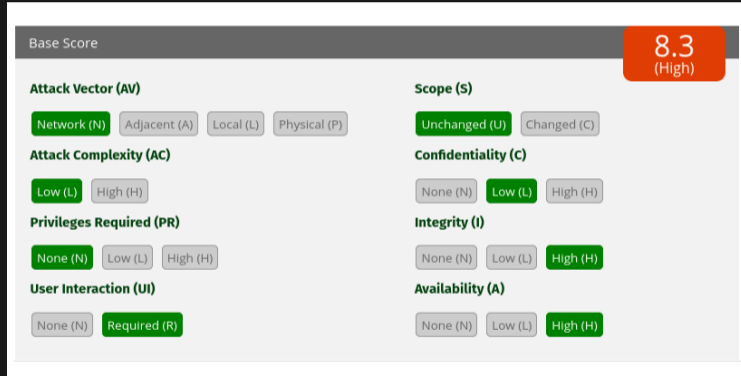 Base Score
8.3
(High)
Attack Vector (AV)
Network (N) Adjacent (A) Local (L) Physical (P)
Attack Complexity (AC)
Low (L) High (H)
Privileges Required (PR)
None (N) Low (L) High (H)
User Interaction (UI)
None (N) Required (R)
Scope (S)
Unchanged (U) Changed (C)
Confidentiality (C)
None (N) Low (L) High (H)
Integrity (I)
None (N) Low (L) High (H)
Availability (A)
None (N) Low (L) High (H)